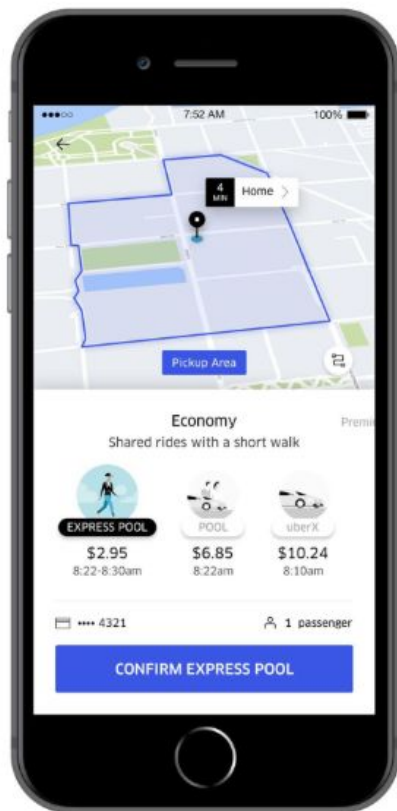 7:52 AM
100%
4 MIN
Home
Pickup Area
Economy
Premi
Shared rides with a short walk
EXPRESS POOL
POOL
uberX
$2.95
$6.85
$10.24
8:22-8:30am
8:22am
8:10am
•••• 4321
1 passenger
CONFIRM EXPRESS POOL